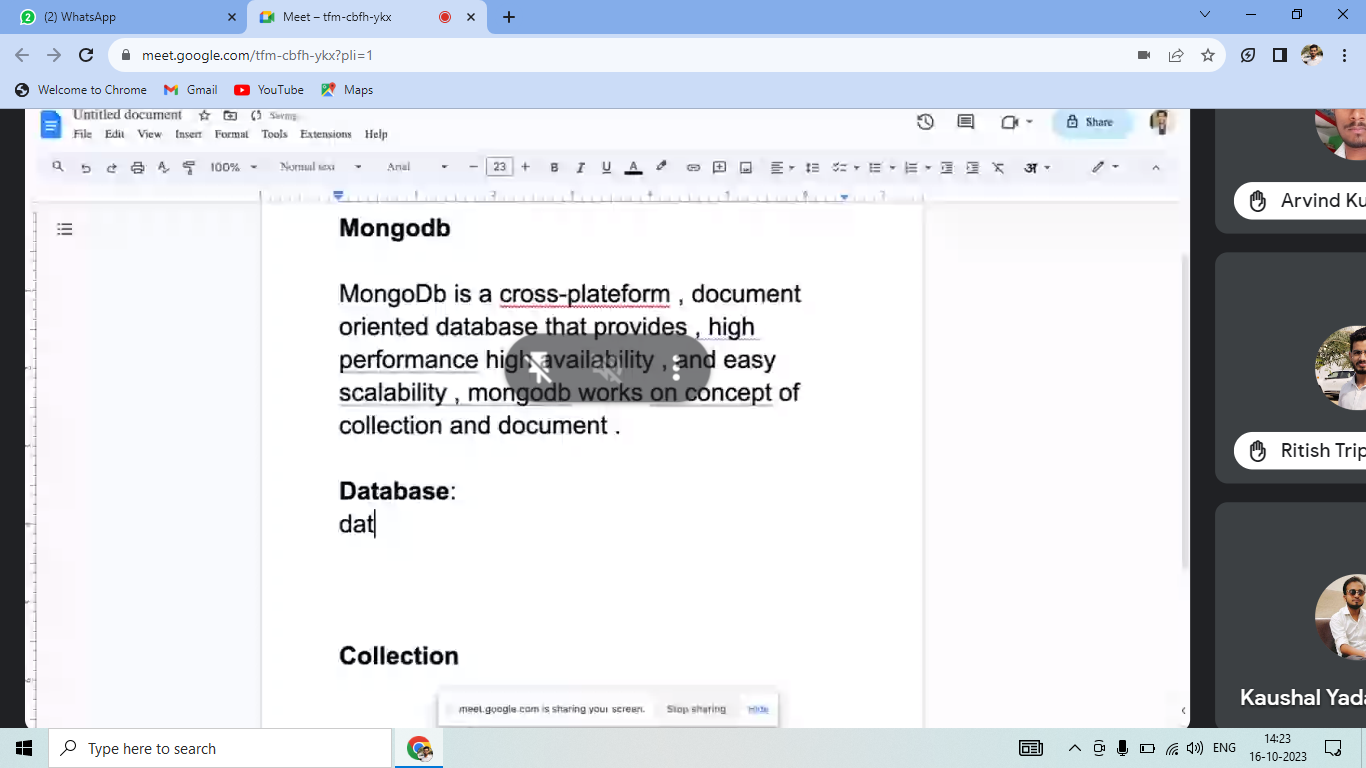 (2) WhatsApp
Meet – tfm-cbfh-ykx
meet.google.com/tfm-cbfh-ykx?pli=1
Welcome to Chrome
Gmail
YouTube
Maps
Untitled document
Saving
File Edit View Insert Format Tools Extensions Help
Share
100% Normal text Arial 23 B I U A अ
Mongodb
MongoDb is a cross-plateform , document
oriented database that provides , high
performance high availability , and easy
scalability , mongodb works on concept of
collection and document .
Database:
dat
Collection
meet.google.com is sharing your screen. Stop sharing Hide
Arvind Ku
Ritish Trip
Kaushal Yada
Type here to search
ENG
14:23
16-10-2023